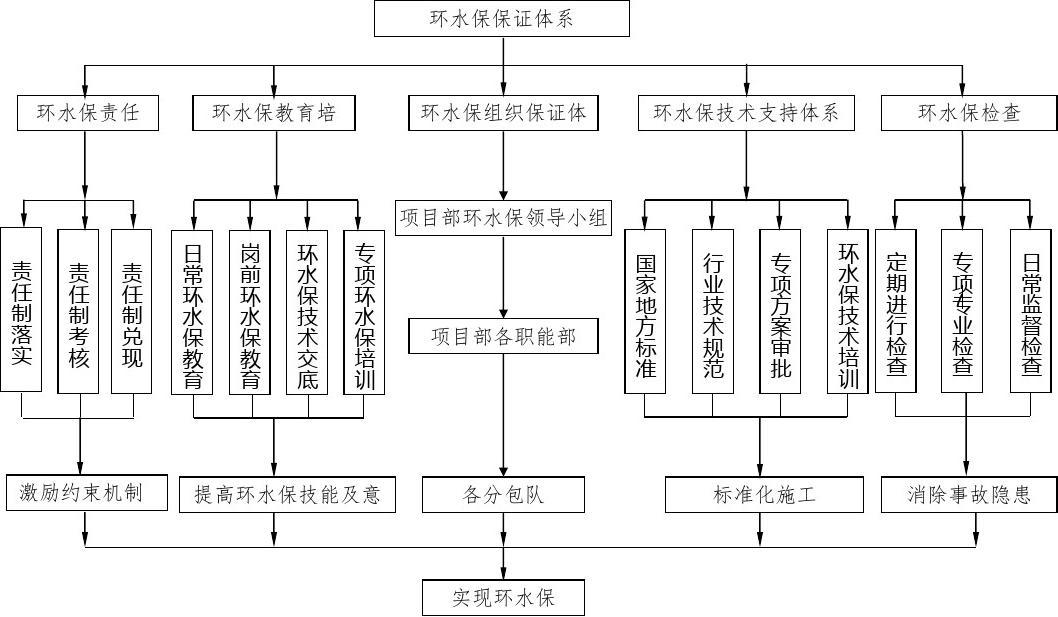 环水保保证体系
环水保责任
环水保教育培
环水保组织保证体
环水保技术支持体系
环水保检查
项目部环水保领导小组
责任制落实
责任制考核
责任制兑现
日常环水保教育
岗前环水保教育
环水保技术交底
专项环水保培训
项目部各职能部
国家地方标准
行业技术规范
专项方案审批
环水保技术培训
定期进行检查
专项专业检查
日常监督检查
激励约束机制
提高环水保技能及意
各分包队
标准化施工
消除事故隐患
实现环水保